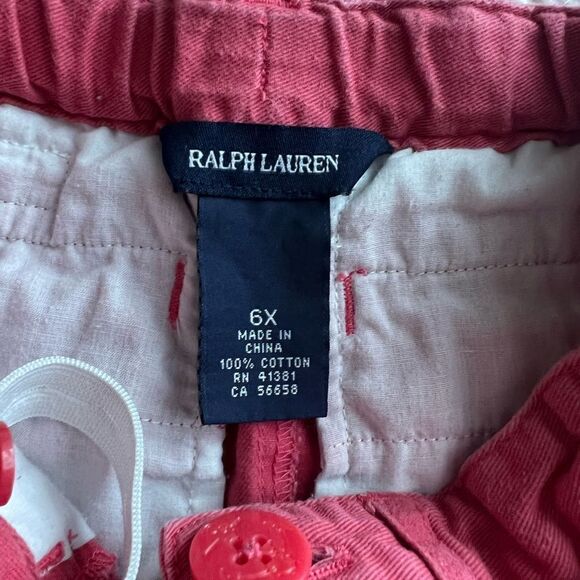 RALPH LAUREN
6X
MADE IN
CHINA
100% COTTON
RN 41381
CA 56658